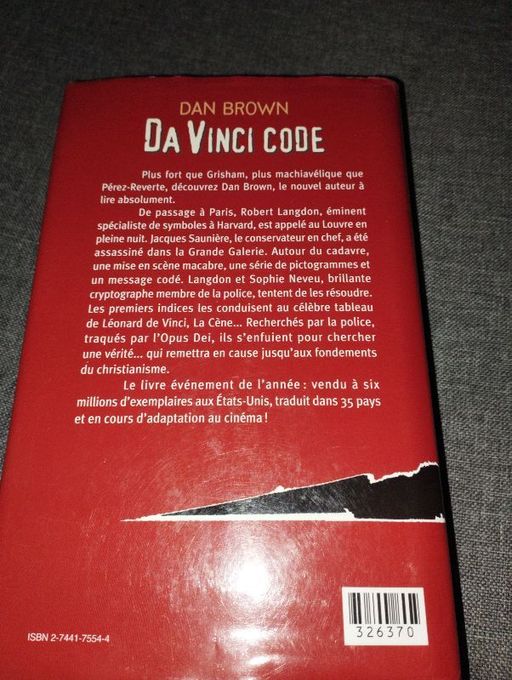 DAN BROWN
DA VINCI CODE
Plus fort que Grisham, plus machiavélique que
Pérez-Reverte, découvrez Dan Brown, le nouvel auteur à
lire absolument.
De passage à Paris, Robert Langdon, éminent
spécialiste de symboles à Harvard, est appelé au Louvre en
pleine nuit. Jacques Saunière, le conservateur en chef, a été
assassiné dans la Grande Galerie. Autour du cadavre,
une mise en scène macabre, une série de pictogrammes et
un message codé. Langdon et Sophie Neveu, brillante
cryptographe membre de la police, tentent de les résoudre.
Les premiers indices les conduisent au célèbre tableau
de Léonard de Vinci, La Cène... Recherchés par la police,
traqués par l'Opus Dei, ils s'enfuient pour chercher
une vérité... qui remettra en cause jusqu'aux fondements
du christianisme.
Le livre événement de l'année : vendu à six
millions d'exemplaires aux États-Unis, traduit dans 35 pays
et en cours d'adaptation au cinéma !
326370
ISBN 2-7441-7554-4